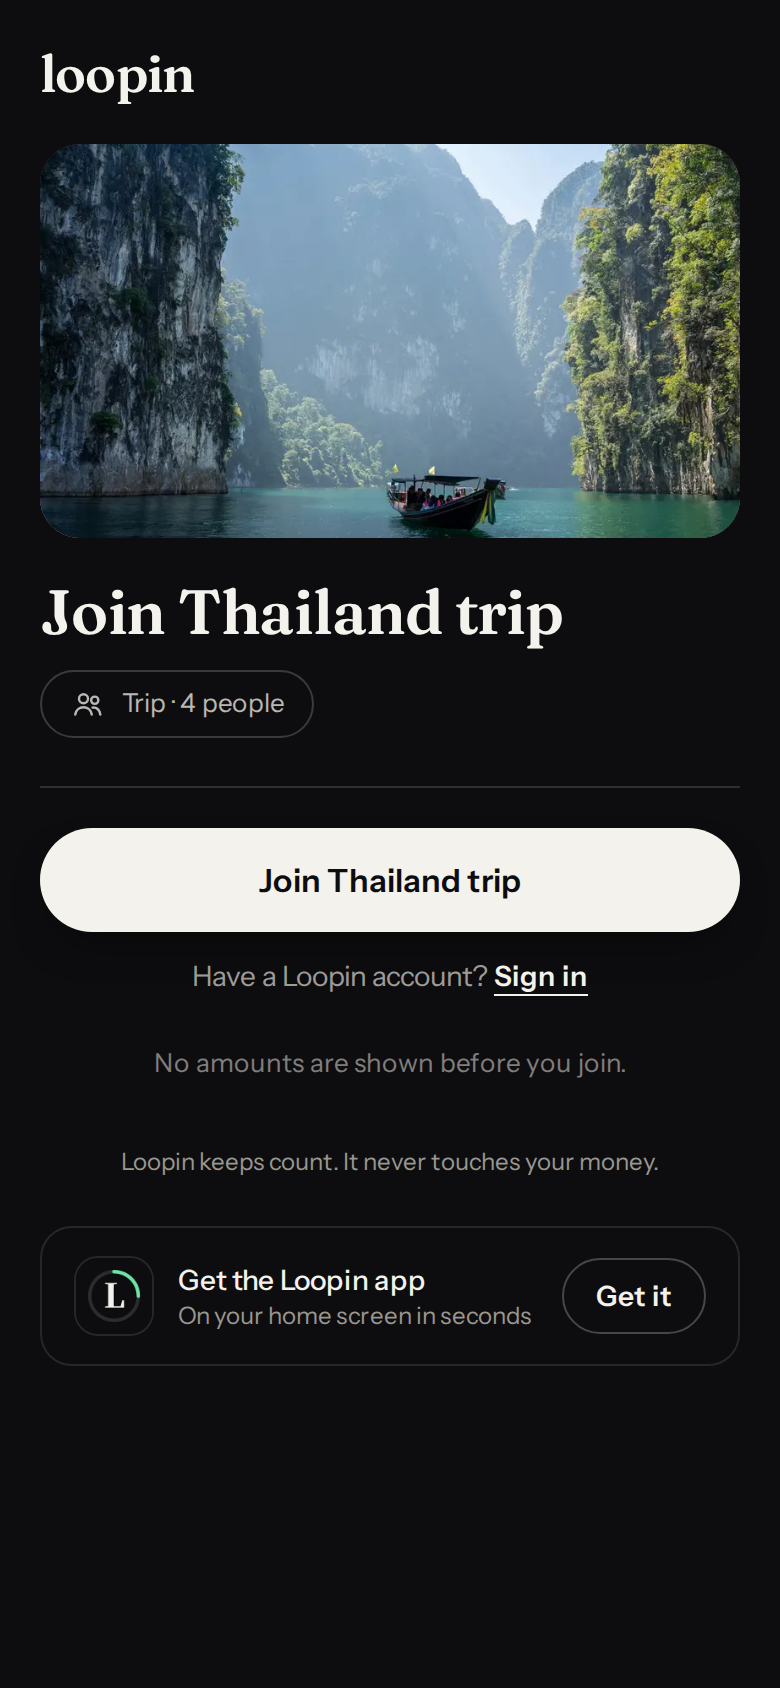 loopin
Join Thailand trip
Trip · 4 people
Join Thailand trip
Have a Loopin account? Sign in
No amounts are shown before you join.
Loopin keeps count. It never touches your money.
L
Get the Loopin app
On your home screen in seconds
Get it